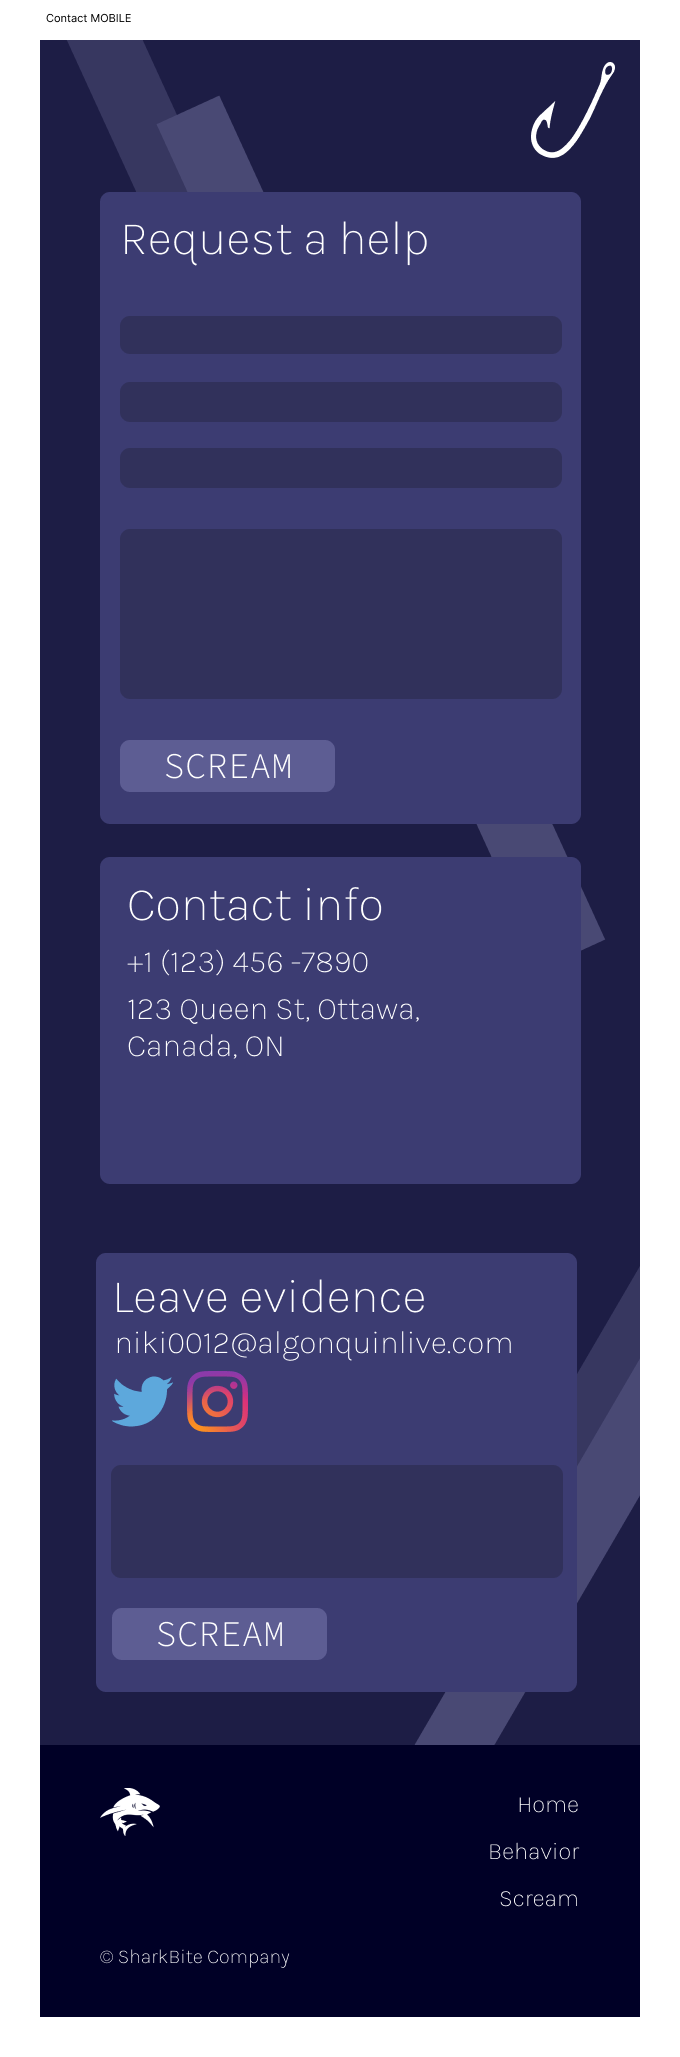 Contact MOBILE
Request a help
SCREAM
Contact info
+1 (123) 456 -7890
123 Queen St, Ottawa,
Canada, ON
Leave evidence
niki0012@algonquinlive.com
SCREAM
Home
Behavior
Scream
© SharkBite Company